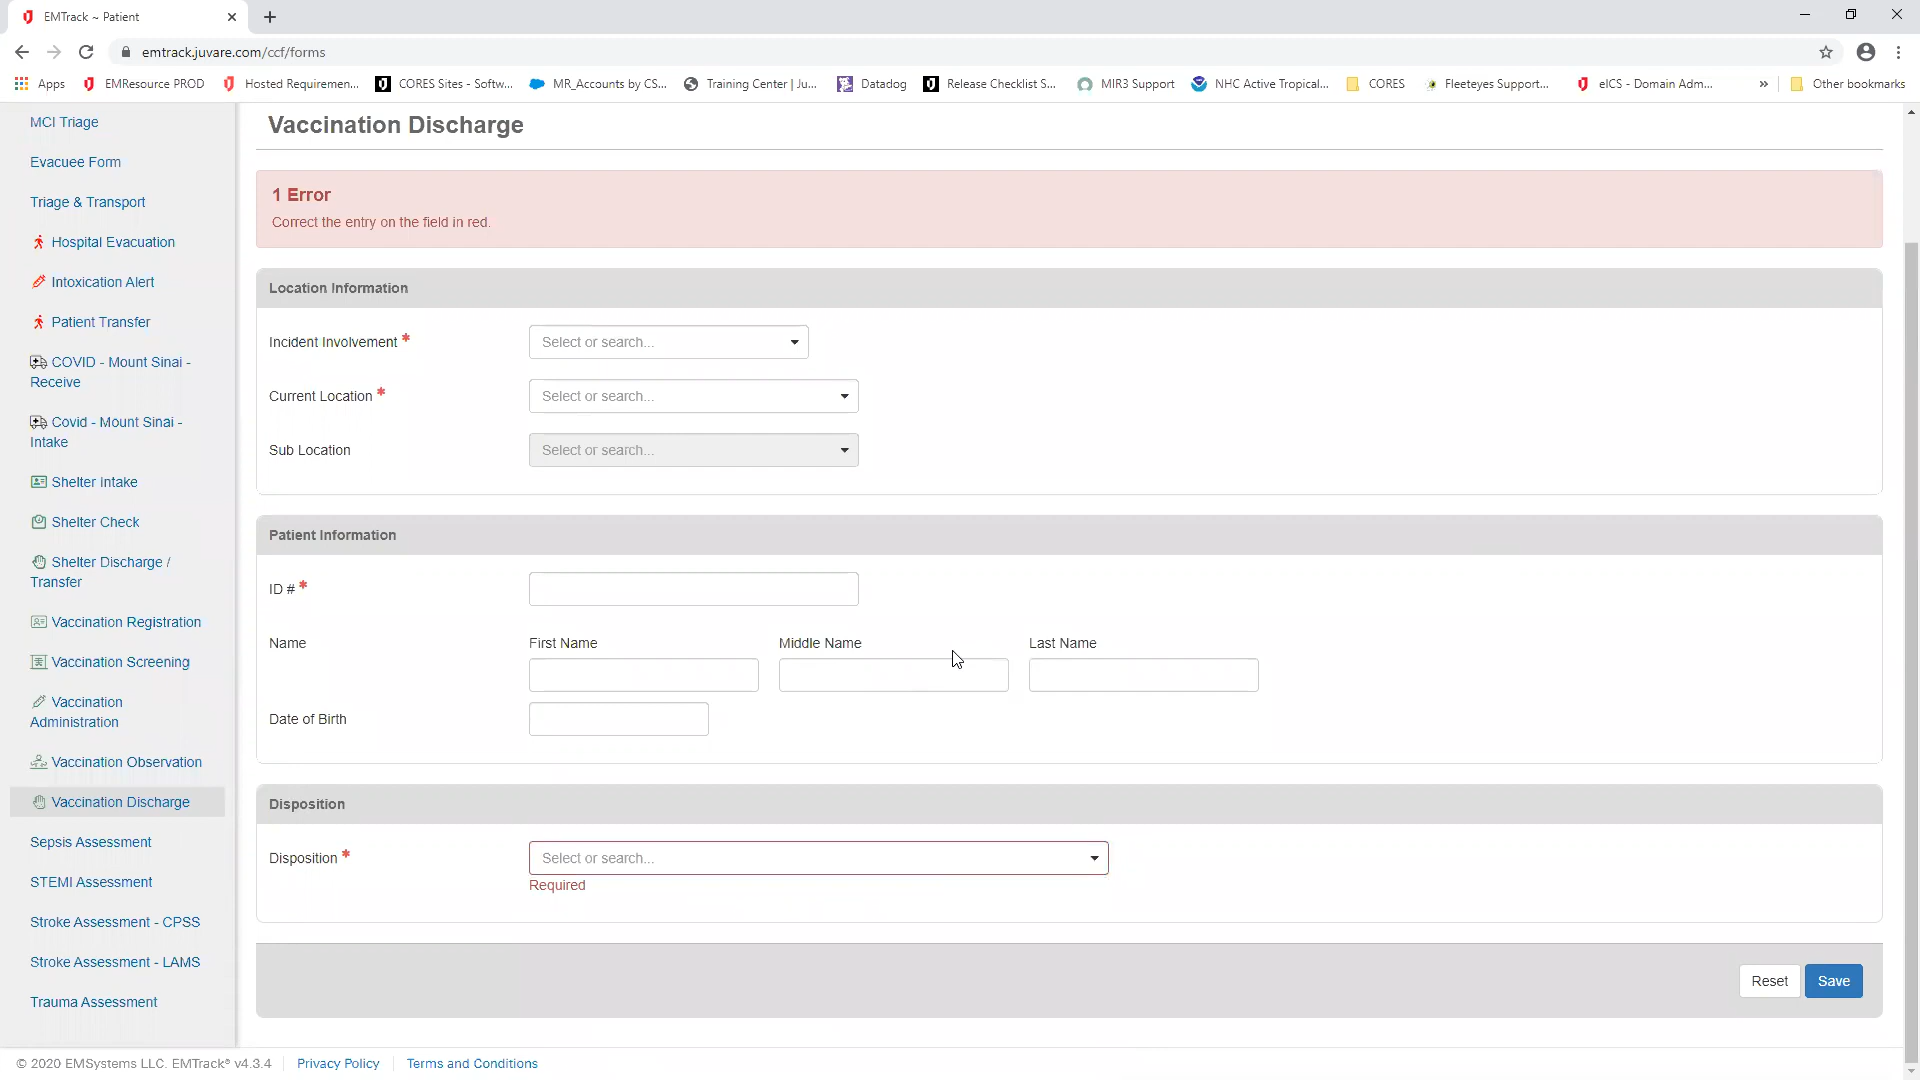 EMTrack ~ Patient
emtrack.juvare.com/ccf/forms
Apps
EMResource PROD
Hosted Requiremen...
CORES Sites - Softw...
MR_Accounts by CS...
Training Center | Ju...
Datadog
Release Checklist S...
MIR3 Support
NHC Active Tropical...
CORES
Fleeteyes Support...
eICS - Domain Adm...
»
Other bookmarks
MCI Triage
Evacuee Form
Triage & Transport
Hospital Evacuation
Intoxication Alert
Patient Transfer
COVID - Mount Sinai -
Receive
Covid - Mount Sinai -
Intake
Shelter Intake
Shelter Check
Shelter Discharge /
Transfer
Vaccination Registration
Vaccination Screening
Vaccination
Administration
Vaccination Observation
Vaccination Discharge
Sepsis Assessment
STEMI Assessment
Stroke Assessment - CPSS
Stroke Assessment - LAMS
Trauma Assessment
Vaccination Discharge
1 Error
Correct the entry on the field in red.
Location Information
Incident Involvement *
Select or search...
Current Location *
Select or search...
Sub Location
Select or search...
Patient Information
ID # *
Name
First Name
Middle Name
Last Name
Date of Birth
Disposition
Disposition *
Select or search...
Required
Reset
Save
© 2020 EMSystems LLC. EMTrack® v4.3.4
Privacy Policy
Terms and Conditions